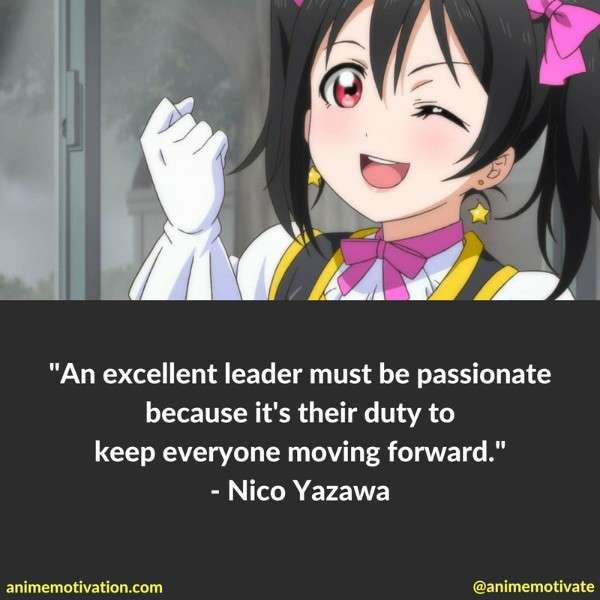 "An excellent leader must be passionate
because it's their duty to
keep everyone moving forward."
- Nico Yazawa
animemotivation.com
@animemotivate